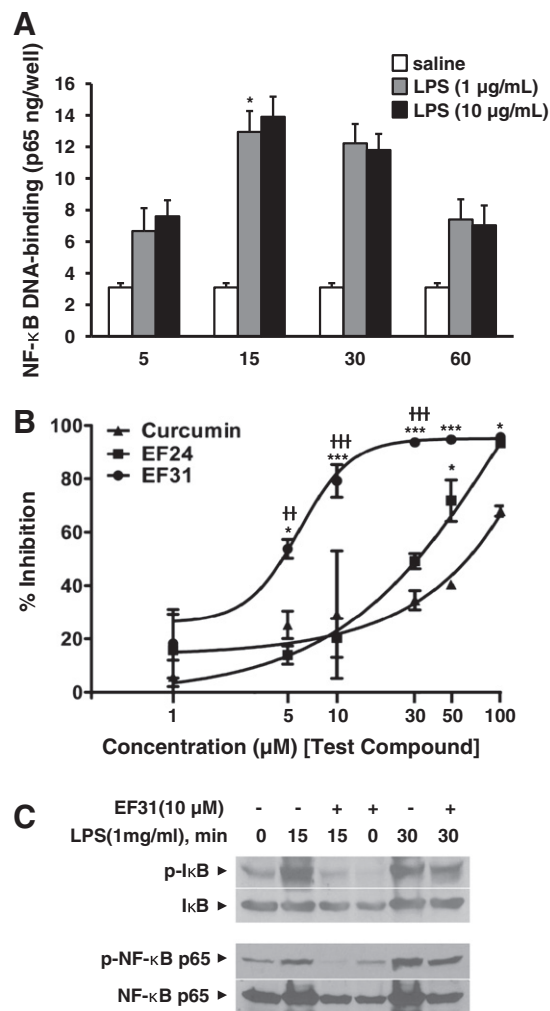 A
NF-κB DNA-binding (p65 ng/well)
16
14
12
10
8
6
4
2
0
saline
LPS (1 µg/mL)
LPS (10 µg/mL)
*
5 15 30 60
B
% Inhibition
100
80
60
40
20
0
Curcumin
EF24
EF31
ƗƗ
*
ƗƗƗ
***
ƗƗƗ
***
***
*
*
1 5 10 30 50 100
Concentration (µM) [Test Compound]
C
EF31(10 µM) - - + + - +
LPS(1mg/ml), min 0 15 15 0 30 30
p-IκB ►
IκB ►
p-NF-κB p65 ►
NF-κB p65 ►